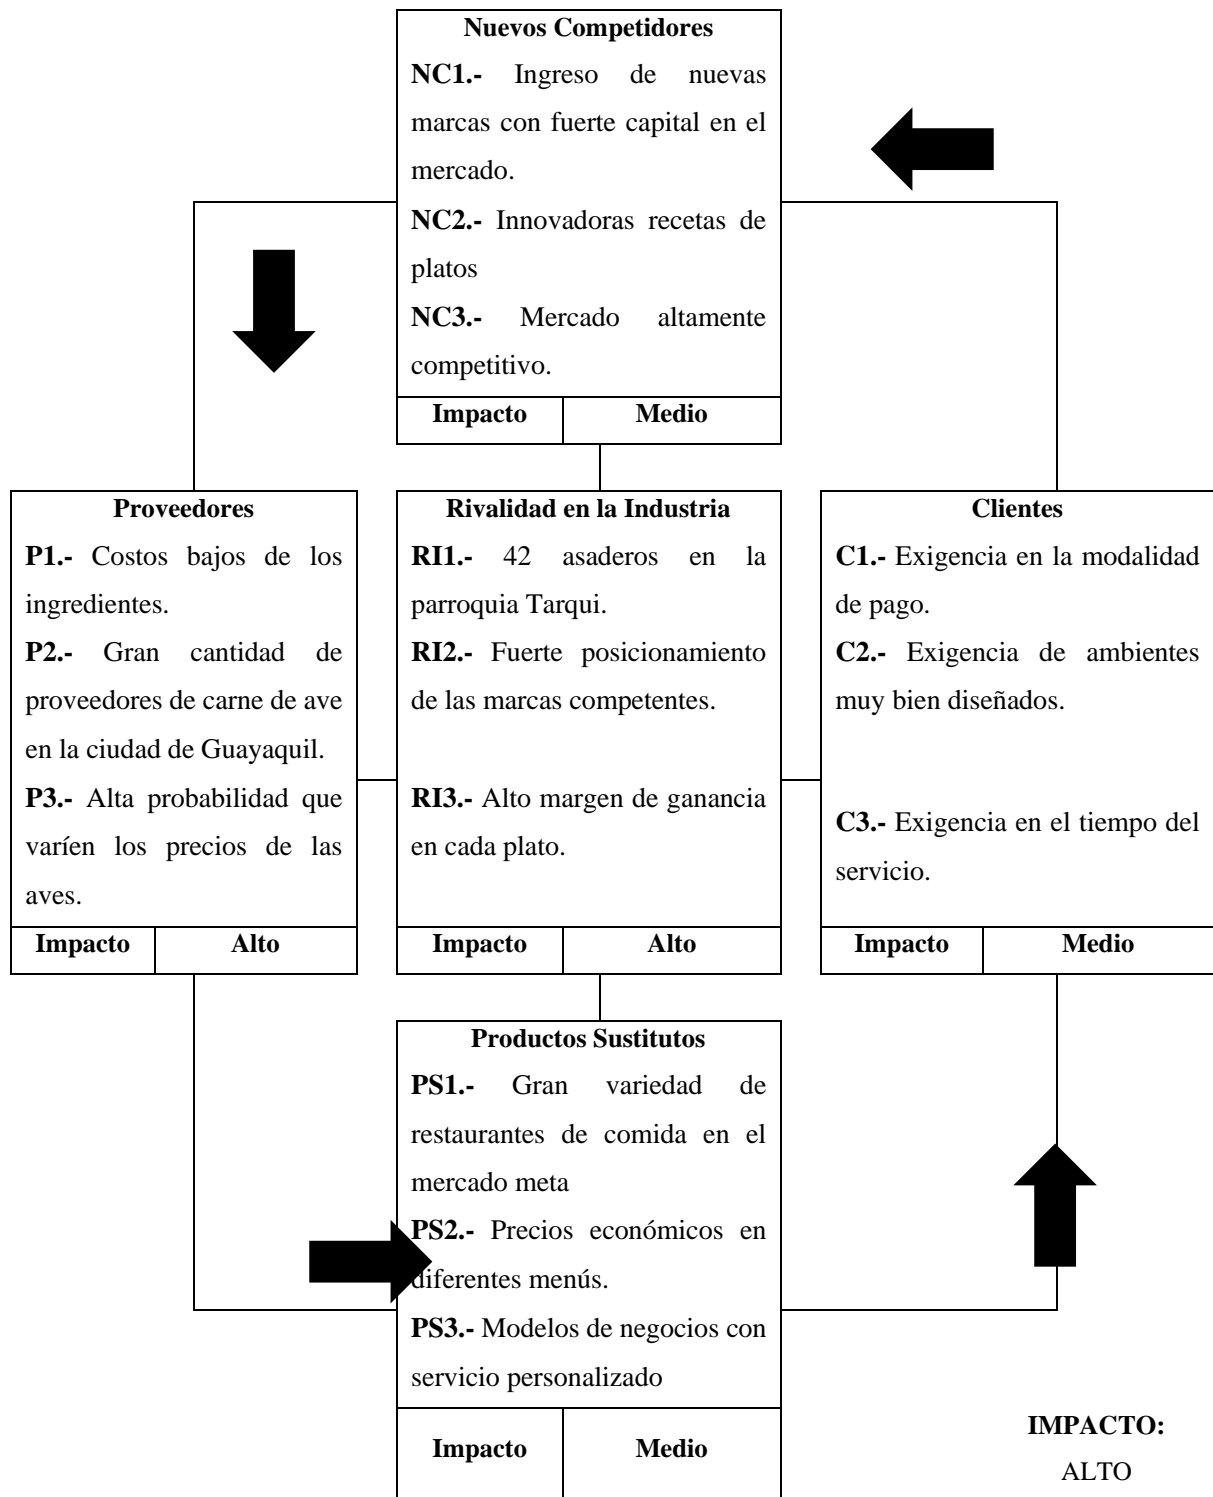 Nuevos Competidores
NC1.- Ingreso de nuevas
marcas con fuerte capital en el
mercado.
NC2.- Innovadoras recetas de
platos
NC3.- Mercado altamente
competitivo.
Impacto Medio
Proveedores
P1.- Costos bajos de los
ingredientes.
P2.- Gran cantidad de
proveedores de carne de ave
en la ciudad de Guayaquil.
P3.- Alta probabilidad que
varíen los precios de las
aves.
Impacto Alto
Rivalidad en la Industria
RI1.- 42 asaderos en la
parroquia Tarqui.
RI2.- Fuerte posicionamiento
de las marcas competentes.
RI3.- Alto margen de ganancia
en cada plato.
Impacto Alto
Clientes
C1.- Exigencia en la modalidad
de pago.
C2.- Exigencia de ambientes
muy bien diseñados.
C3.- Exigencia en el tiempo del
servicio.
Impacto Medio
Productos Sustitutos
PS1.- Gran variedad de
restaurantes de comida en el
mercado meta
PS2.- Precios económicos en
diferentes menús.
PS3.- Modelos de negocios con
servicio personalizado
Impacto Medio
IMPACTO:
ALTO